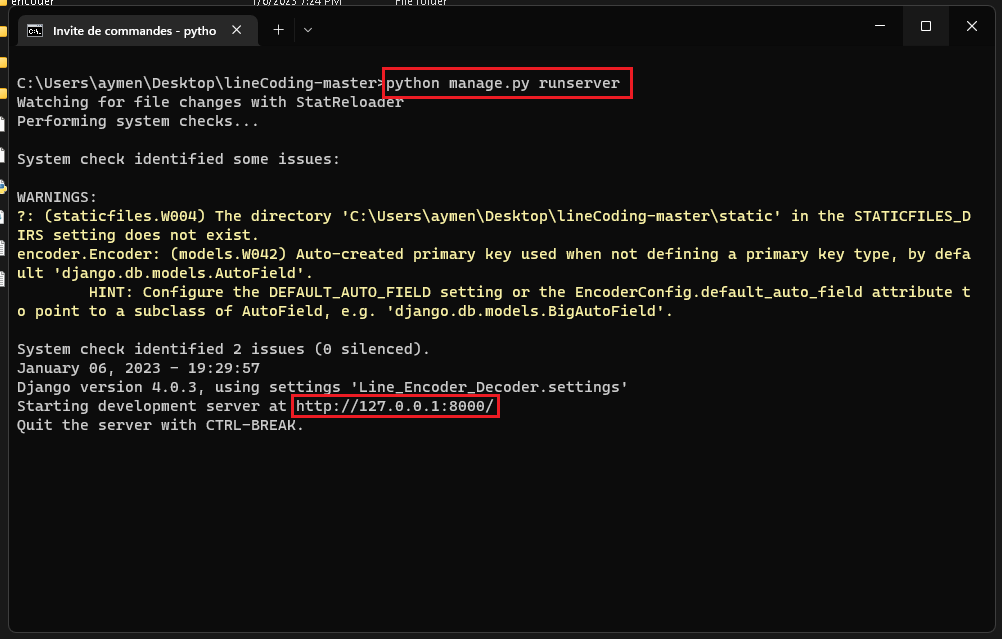 encoder 1/6/2023 7:24 PM File folder
Invite de commandes - pytho
C:\Users\aymen\Desktop\lineCoding-master>python manage.py runserver
Watching for file changes with StatReloader
Performing system checks...
System check identified some issues:
WARNINGS:
?: (staticfiles.W004) The directory 'C:\Users\aymen\Desktop\lineCoding-master\static' in the STATICFILES_D
IRS setting does not exist.
encoder.Encoder: (models.W042) Auto-created primary key used when not defining a primary key type, by defa
ult 'django.db.models.AutoField'.
HINT: Configure the DEFAULT_AUTO_FIELD setting or the EncoderConfig.default_auto_field attribute t
o point to a subclass of AutoField, e.g. 'django.db.models.BigAutoField'.
System check identified 2 issues (0 silenced).
January 06, 2023 - 19:29:57
Django version 4.0.3, using settings 'Line_Encoder_Decoder.settings'
Starting development server at http://127.0.0.1:8000/
Quit the server with CTRL-BREAK.